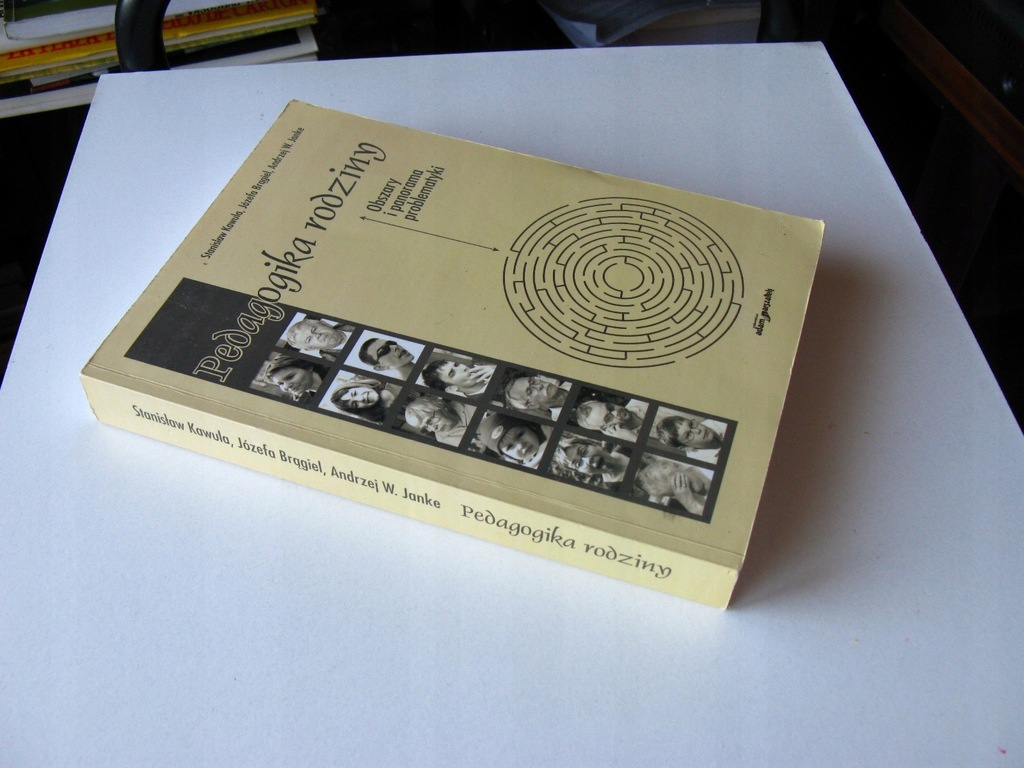 Stanisław Kawula, Józefa Brągiel, Andrzej W. Janke
Pedagogika rodziny
Obszary
i panorama
problematyki
Stanisław Kawula, Józefa Brągiel, Andrzej W. Janke Pedagogika rodziny